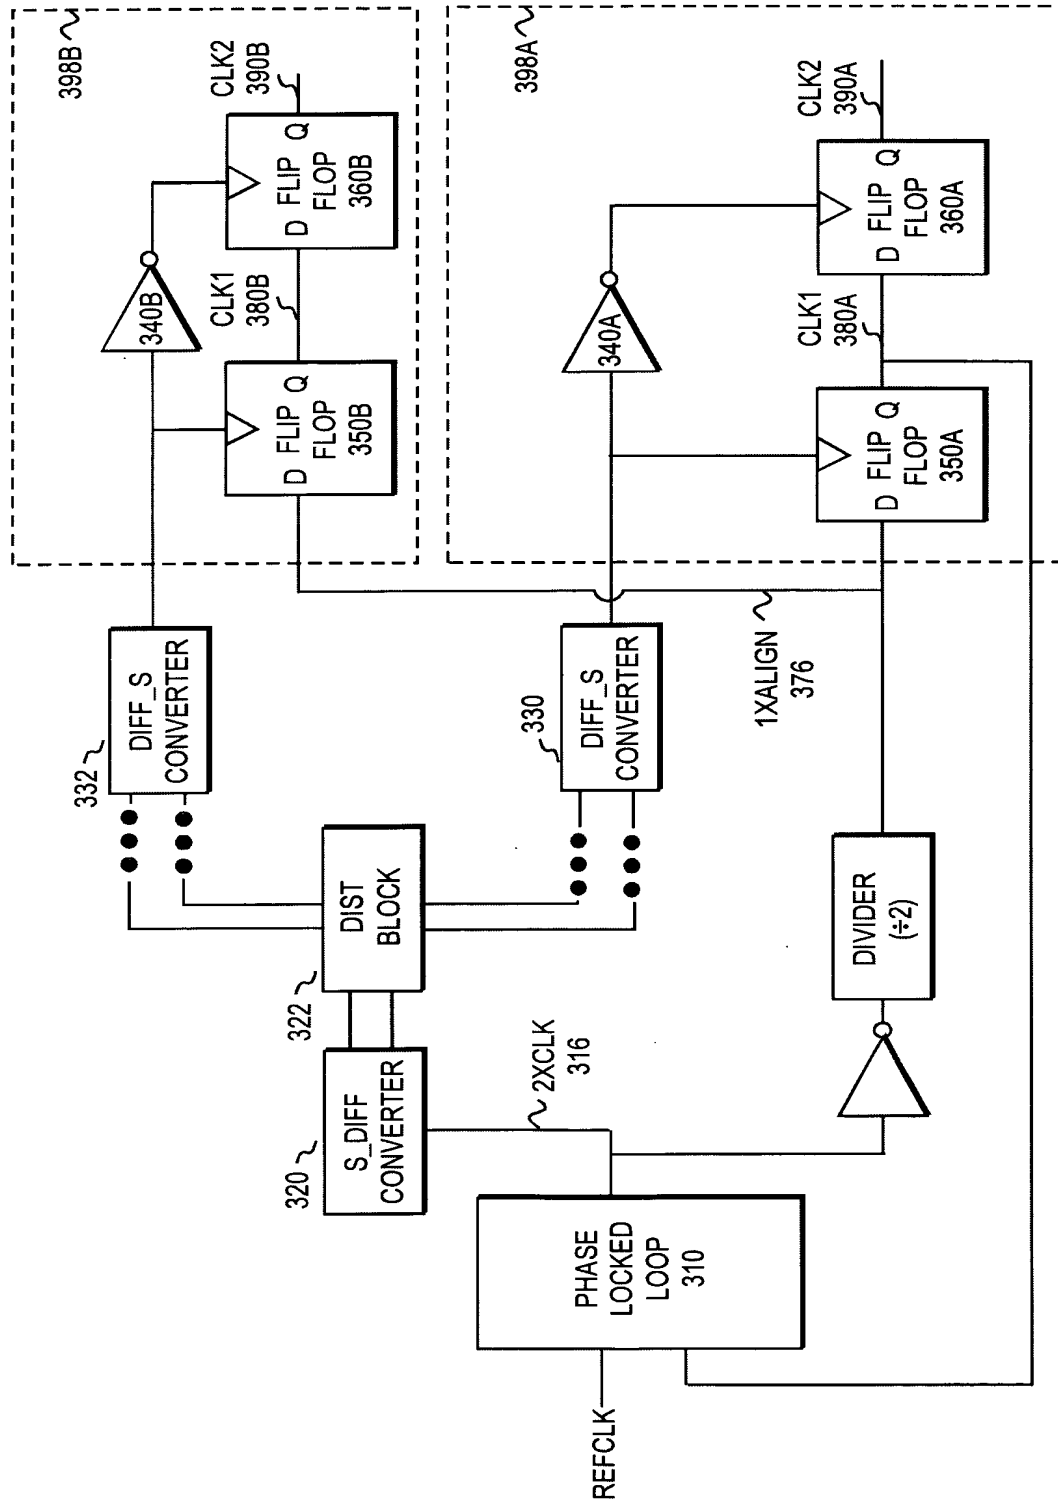 398B
CLK2
390B
D FLIP Q
FLOP
360B
340B
CLK1
380B
D FLIP Q
FLOP
350B
332
DIFF_S
CONVERTER
398A
CLK2
390A
D FLIP Q
FLOP
360A
340A
CLK1
380A
D FLIP Q
FLOP
350A
330
DIFF_S
CONVERTER
1XALIGN
376
322
DIST
BLOCK
320
S_DIFF
CONVERTER
2XCLK
316
DIVIDER
(÷2)
PHASE
LOCKED
LOOP
310
REFCLK